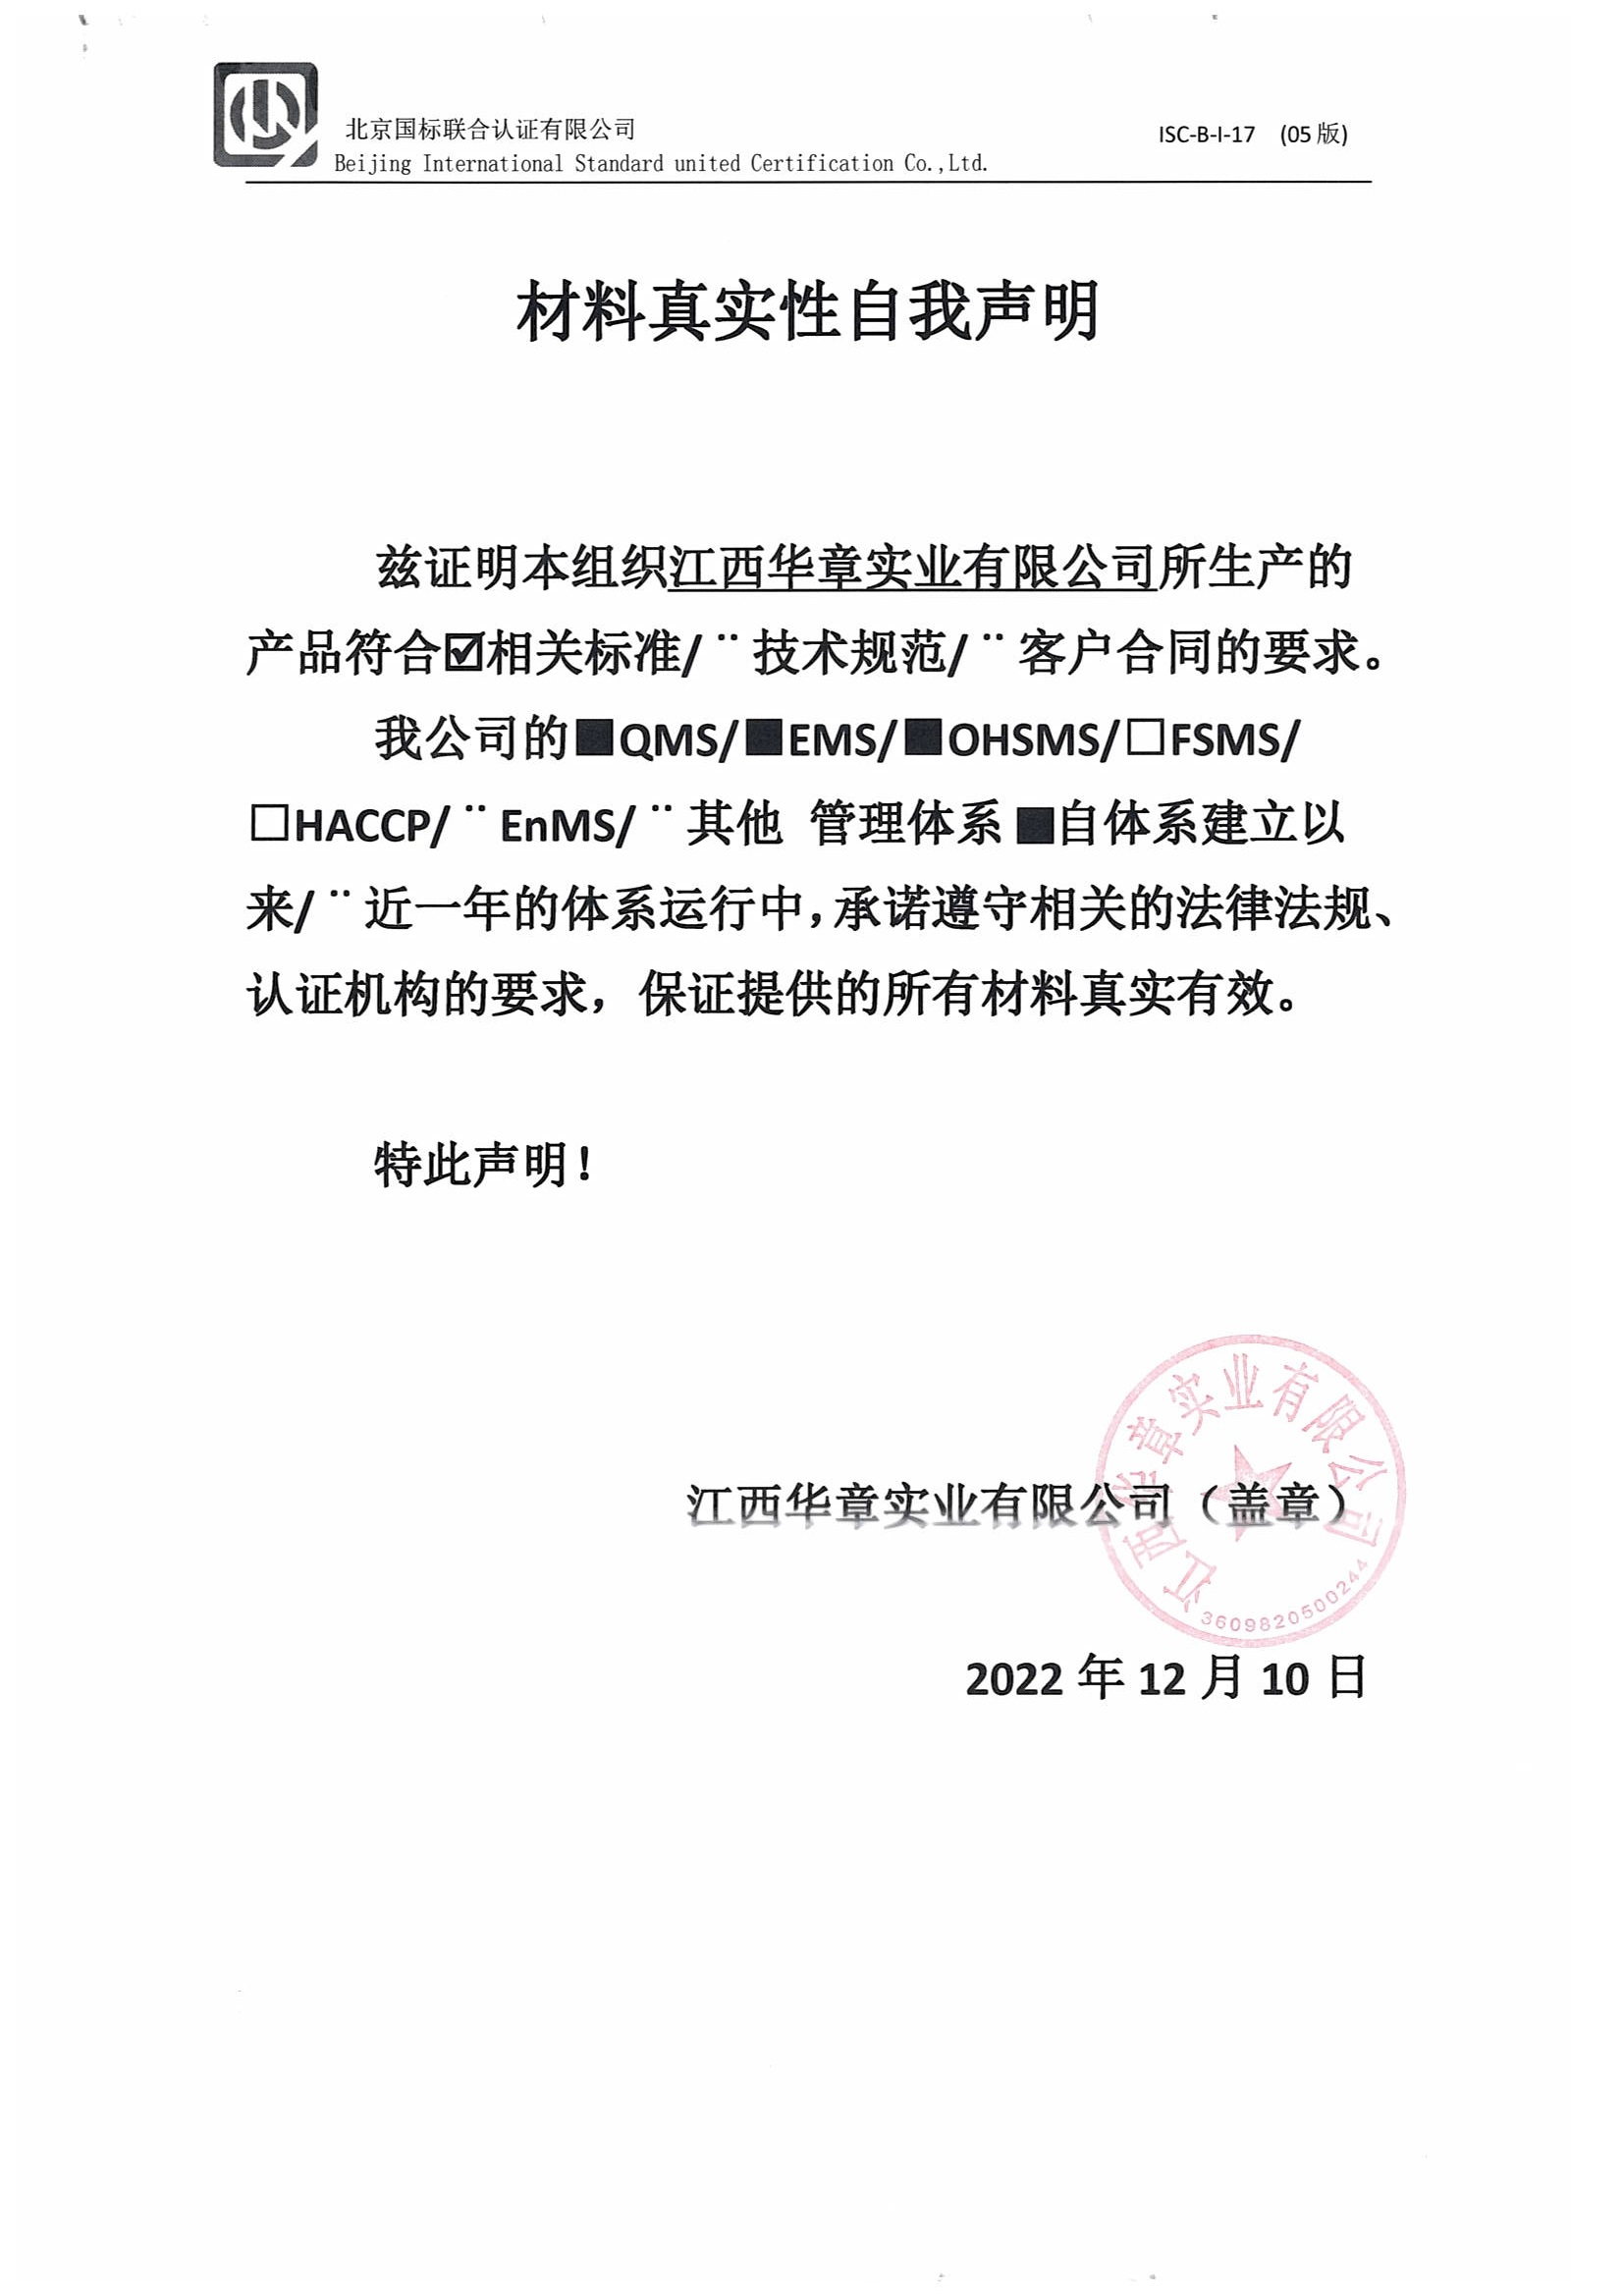 北京国标联合认证有限公司
ISC-B-I-17 (05版)
Beijing International Standard united Certification Co.,Ltd.
材料真实性自我声明
兹证明本组织江西华章实业有限公司所生产的
产品符合☑相关标准/¨技术规范/¨客户合同的要求。
我公司的■QMS/■EMS/■OHSMS/□FSMS/
□HACCP/¨EnMS/¨其他 管理体系■自体系建立以
来/¨近一年的体系运行中,承诺遵守相关的法律法规、
认证机构的要求，保证提供的所有材料真实有效。
特此声明！
江西华章实业有限公司（盖章）
江西华章实业有限公司
3609820500244
2022 年 12 月 10 日